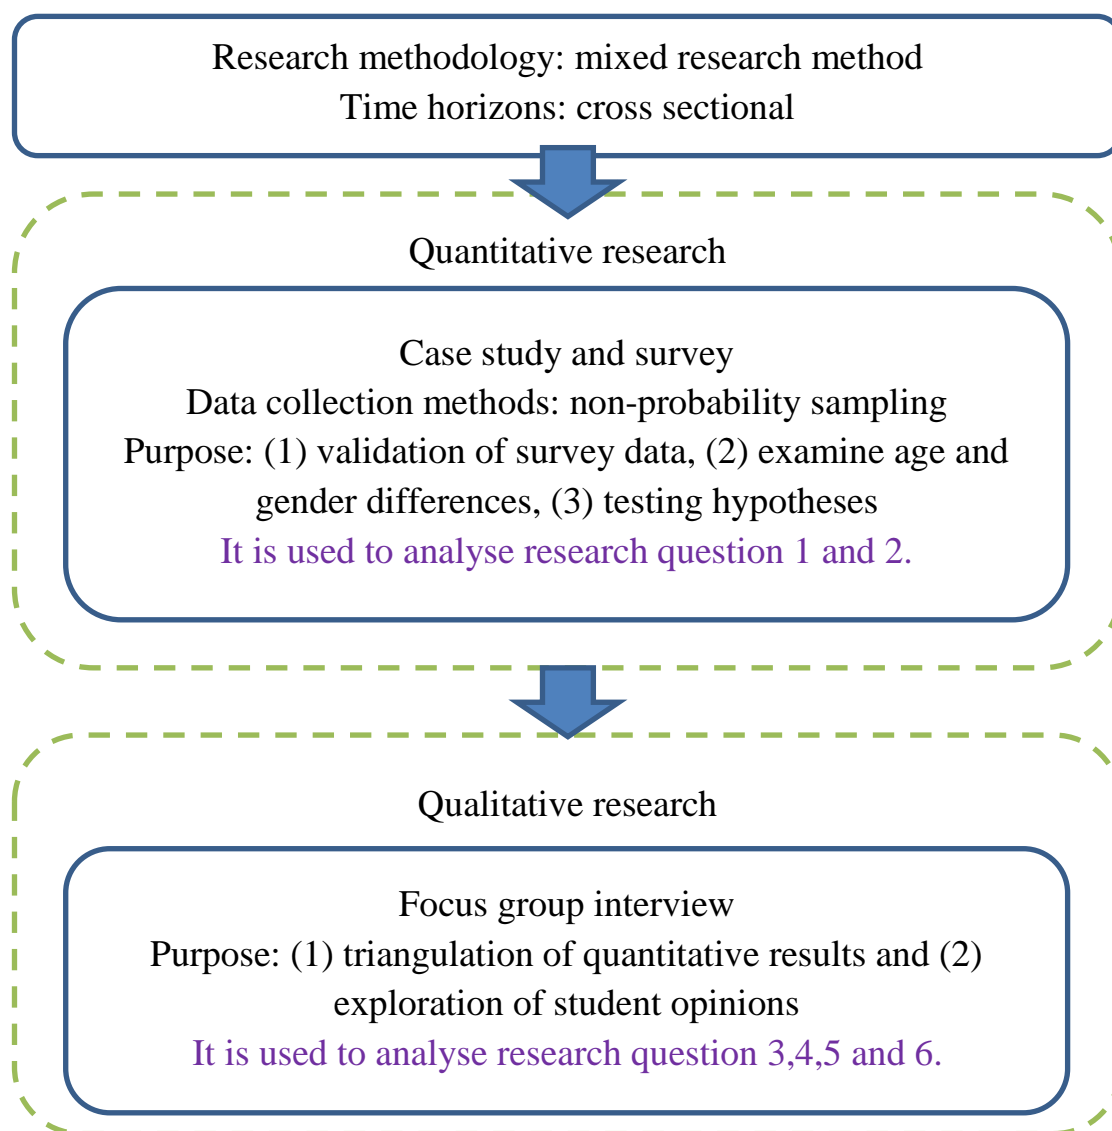 Research methodology: mixed research method
Time horizons: cross sectional
Quantitative research
Case study and survey
Data collection methods: non-probability sampling
Purpose: (1) validation of survey data, (2) examine age and
gender differences, (3) testing hypotheses
It is used to analyse research question 1 and 2.
Qualitative research
Focus group interview
Purpose: (1) triangulation of quantitative results and (2)
exploration of student opinions
It is used to analyse research question 3,4,5 and 6.